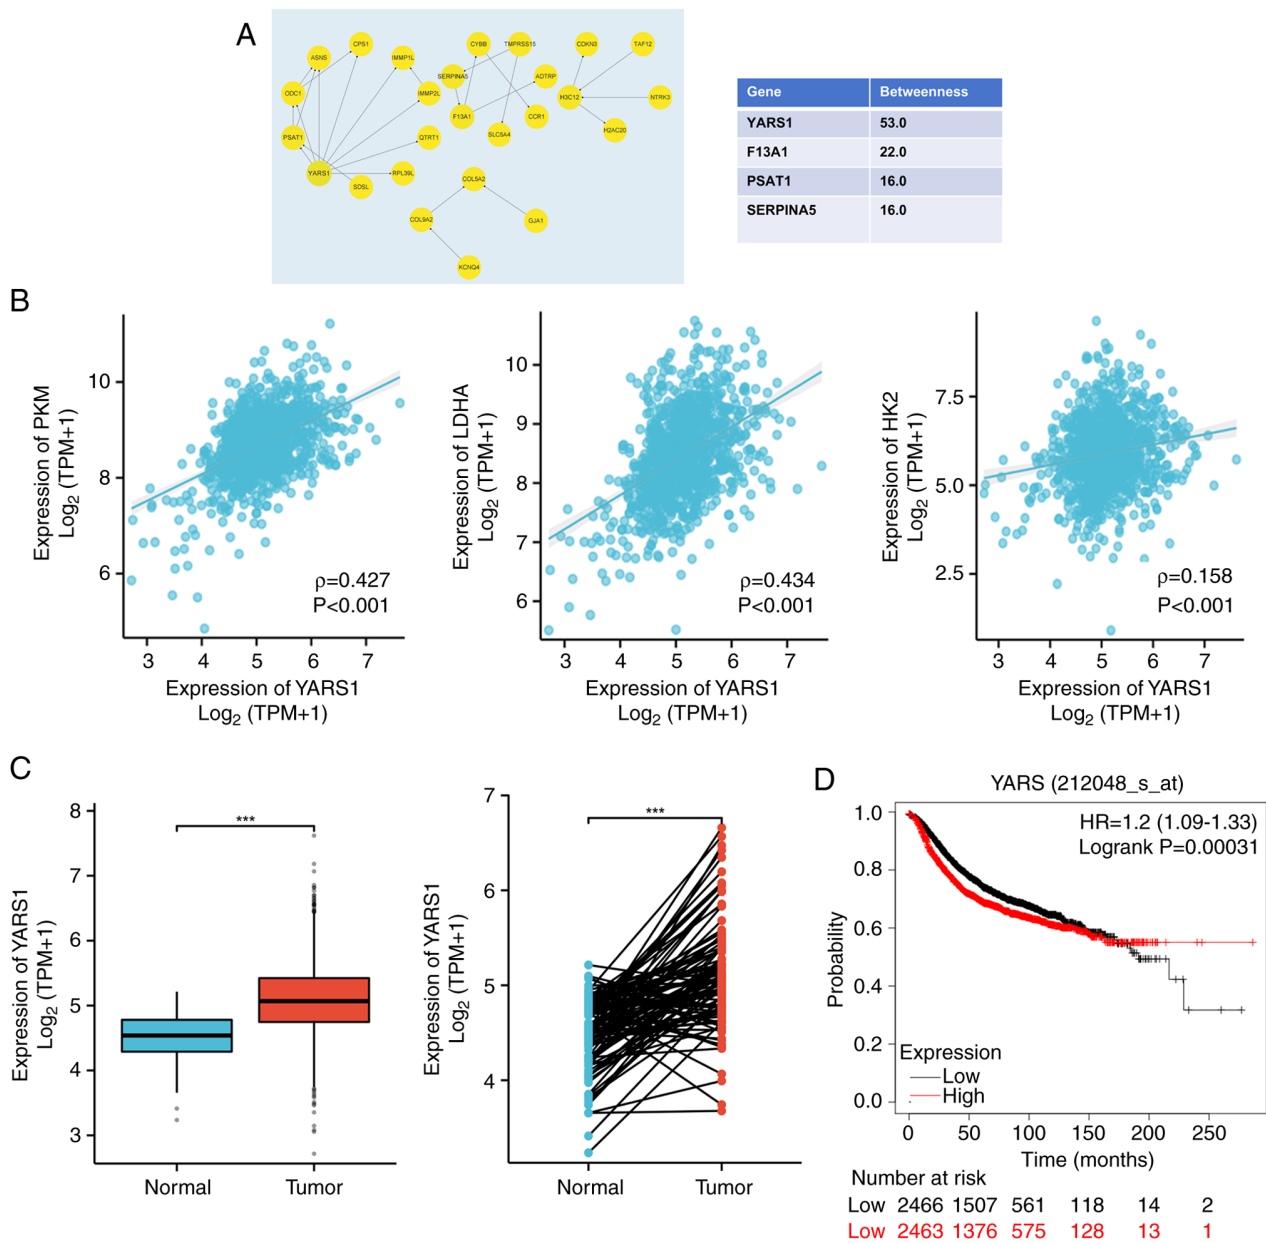 A
CPS1
ASNS
IMMP1L
ODC1
IMMP2L
PSAT1
QTRT1
YARS1
RPL39L
SDSL
CYBB
TMPRSS15
SERPINA5
ADTRP
F13A1
CCR1
SLC6A4
CDKN3
TAF12
H3C12
NTRK3
H2AC20
COL5A2
COL9A2
GJA1
KCNQ4
Gene Betweenness
YARS1 53.0
F13A1 22.0
PSAT1 16.0
SERPINA5 16.0
B
Expression of PKM
Log2 (TPM+1)
10
8
6
ρ=0.427
P<0.001
3 4 5 6 7
Expression of YARS1
Log2 (TPM+1)
Expression of LDHA
Log2 (TPM+1)
10
9
8
7
6
ρ=0.434
P<0.001
3 4 5 6 7
Expression of YARS1
Log2 (TPM+1)
Expression of HK2
Log2 (TPM+1)
7.5
5.0
2.5
ρ=0.158
P<0.001
3 4 5 6 7
Expression of YARS1
Log2 (TPM+1)
C
Expression of YARS1
Log2 (TPM+1)
8
7
6
5
4
3
***
Normal Tumor
Expression of YARS1
Log2 (TPM+1)
7
6
5
4
***
Normal Tumor
D
YARS (212048_s_at)
HR=1.2 (1.09-1.33)
Logrank P=0.00031
Probability
1.0
0.8
0.6
0.4
0.2
0.0
Expression
Low
High
0 50 100 150 200 250
Time (months)
Number at risk
Low 2466 1507 561 118 14 2
Low 2463 1376 575 128 13 1